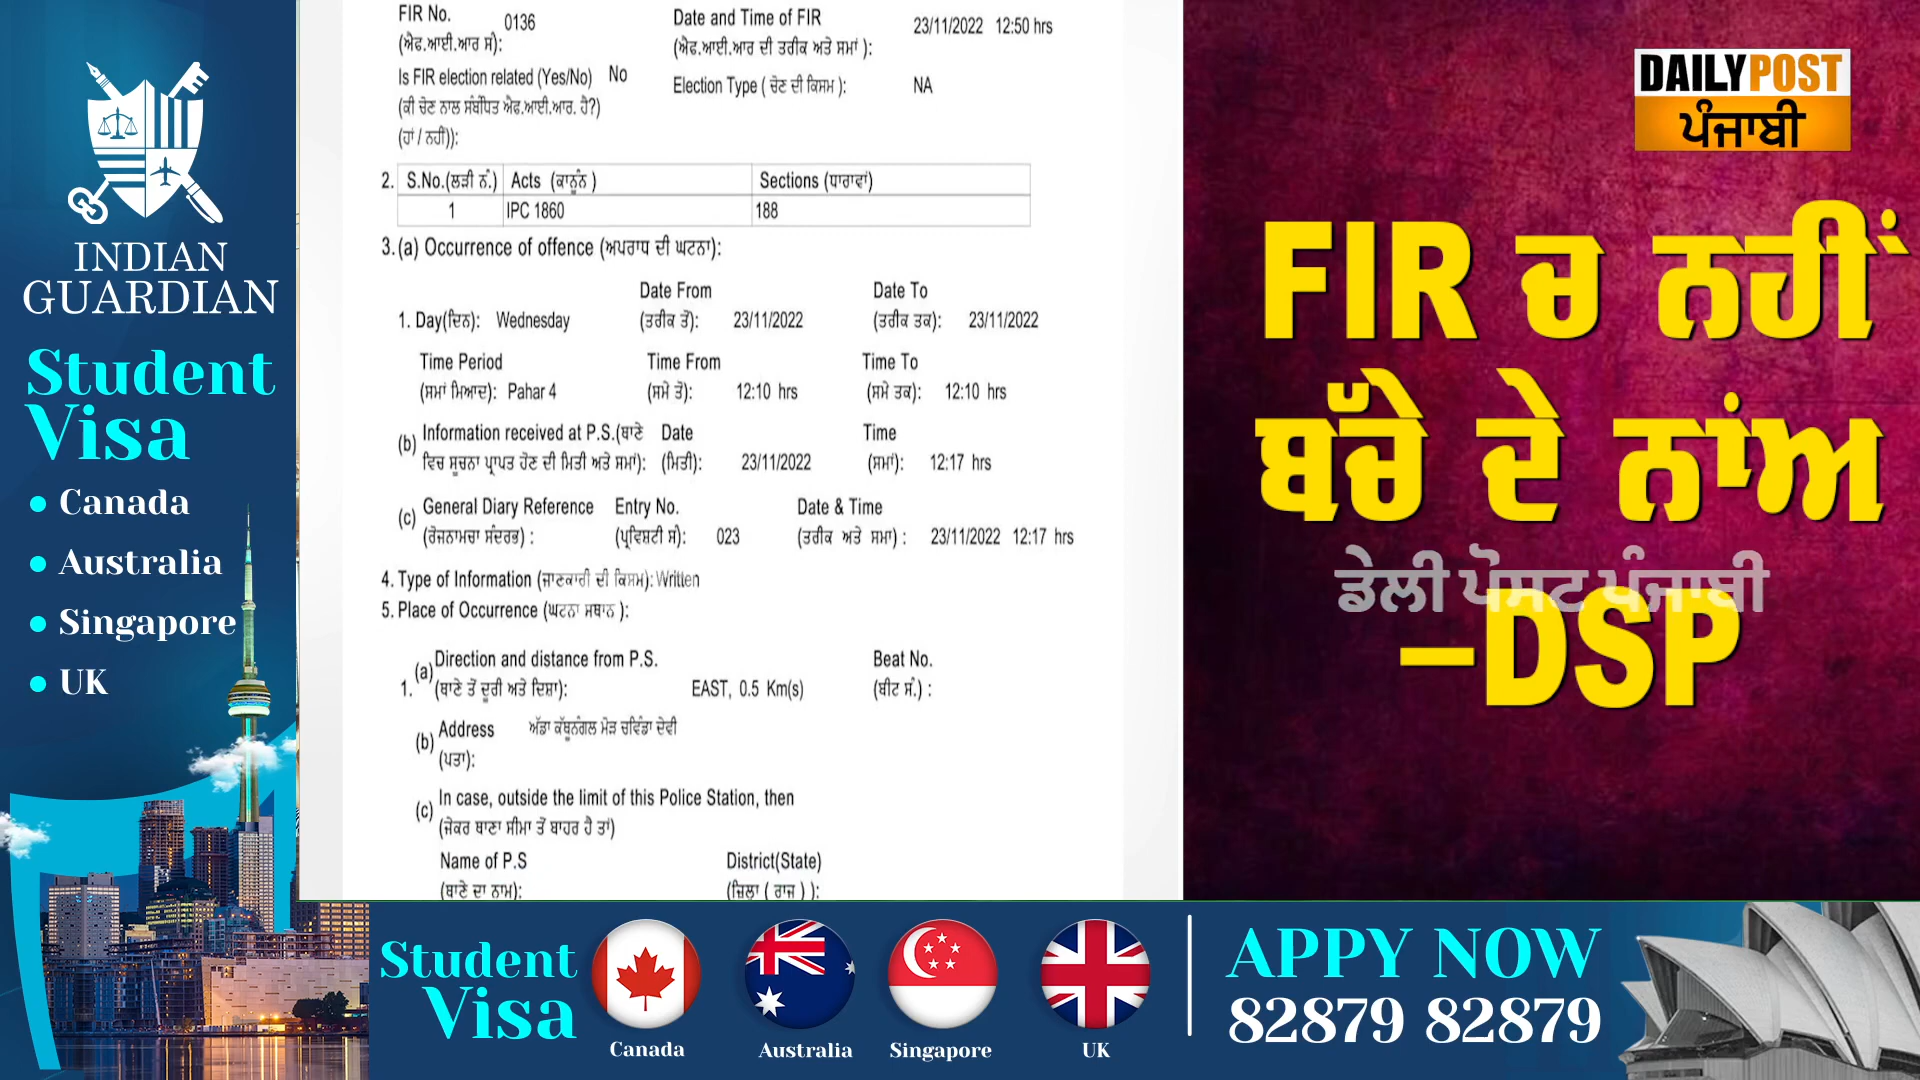 INDIAN
GUARDIAN
Student
Visa
Canada
Australia
Singapore
UK
FIR No. 0136 Date and Time of FIR 23/11/2022 12:50 hrs
(ਐਫ.ਆਈ.ਆਰ ਸੰ): (ਐਫ.ਆਈ.ਆਰ ਦੀ ਤਰੀਕ ਅਤੇ ਸਮਾਂ ):
Is FIR election related (Yes/No) No Election Type ( ਚੋਣ ਦੀ ਕਿਸਮ ): NA
(ਕੀ ਚੋਣ ਨਾਲ ਸੰਬੰਧਿਤ ਐਫ.ਆਈ.ਆਰ. ਹੈ?)
(ਹਾਂ / ਨਹੀਂ)):
2. S.No.(ਲੜੀ ਨੰ.) Acts (ਕਾਨੂੰਨ ) Sections (ਧਾਰਾਵਾਂ)
1 IPC 1860 188
3.(a) Occurrence of offence (ਅਪਰਾਧ ਦੀ ਘਟਨਾ):
Date From Date To
1. Day(ਦਿਨ): Wednesday (ਤਰੀਕ ਤੋਂ): 23/11/2022 (ਤਰੀਕ ਤਕ): 23/11/2022
Time Period Time From Time To
(ਸਮਾਂ ਮਿਆਦ): Pahar 4 (ਸਮੇ ਤੋ): 12:10 hrs (ਸਮੇ ਤਕ): 12:10 hrs
(b) Information received at P.S.(ਥਾਣੇ Date Time
ਵਿਚ ਸੂਚਨਾ ਪ੍ਰਾਪਤ ਹੋਣ ਦੀ ਮਿਤੀ ਅਤੇ ਸਮਾਂ): (ਮਿਤੀ): 23/11/2022 (ਸਮਾਂ): 12:17 hrs
(c) General Diary Reference Entry No. Date & Time
(ਰੋਜਨਾਮਚਾ ਸੰਦਰਭ) : (ਪ੍ਰਵਿਸ਼ਟੀ ਸੰ): 023 (ਤਰੀਕ ਅਤੇ ਸਮਾ) : 23/11/2022 12:17 hrs
4. Type of Information (ਜਾਣਕਾਰੀ ਦੀ ਕਿਸਮ): Written
5. Place of Occurrence (ਘਟਨਾ ਸਥਾਨ ):
1. (a) Direction and distance from P.S. Beat No.
(ਥਾਣੇ ਤੋਂ ਦੂਰੀ ਅਤੇ ਦਿਸ਼ਾ): EAST, 0.5 Km(s) (ਬੀਟ ਸੰ.) :
(b) Address ਅੱਡਾ ਕੱਥੂਨੰਗਲ ਮੋੜ ਚਵਿੰਡਾ ਦੇਵੀ
(ਪਤਾ):
(c) In case, outside the limit of this Police Station, then
(ਜੇਕਰ ਥਾਣਾ ਸੀਮਾ ਤੋਂ ਬਾਹਰ ਹੈ ਤਾਂ)
Name of P.S District(State)
(ਥਾਣੇ ਦਾ ਨਾਮ): (ਜ਼ਿਲਾ ( ਰਾਜ ) ):
DAILYPOST
ਪੰਜਾਬੀ
FIR ਚ ਨਹੀਂ
ਬੱਚੇ ਦੇ ਨਾਂਅ
ਡੇਲੀ ਪੋਸਟ ਪੰਜਾਬੀ
–DSP
Student
Visa
Canada Australia Singapore UK
APPY NOW
82879 82879